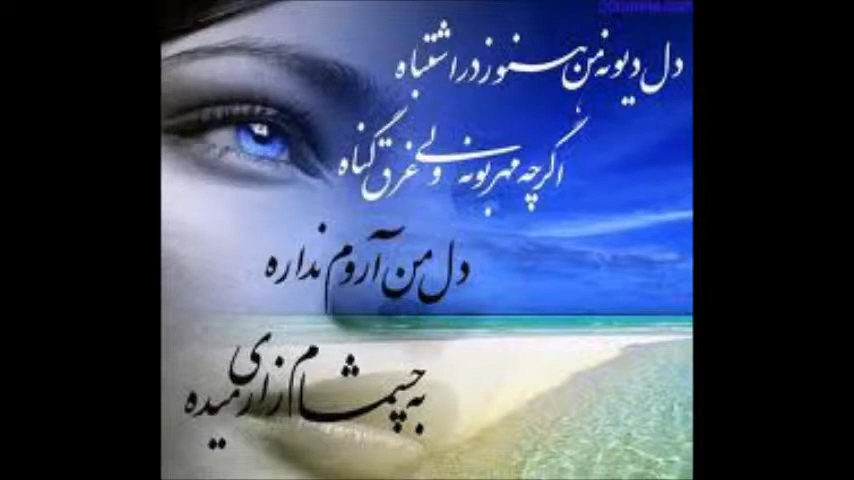 دل دیونه من هنوز در اشتباه
اگرچه مهربونه ولی غرق گناه
دل من آروم نداره
به چشمام زاری میده